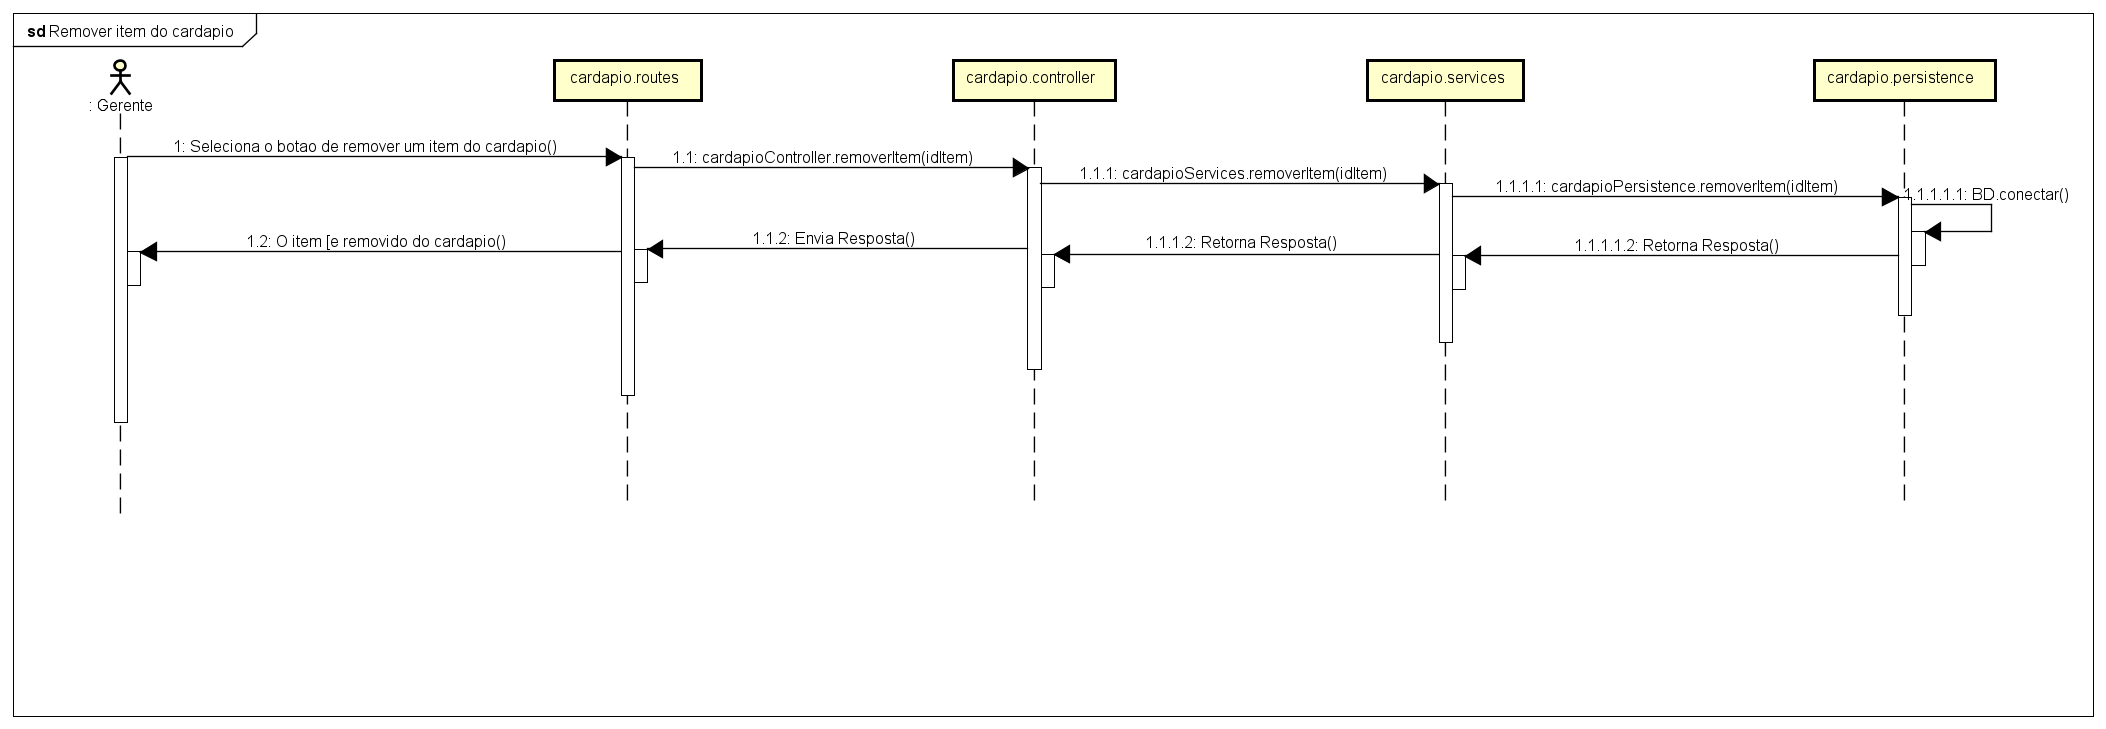 sd Remover item do cardapio
: Gerente
cardapio.routes
cardapio.controller
cardapio.services
cardapio.persistence
1: Seleciona o botao de remover um item do cardapio()
1.1: cardapioController.removerItem(idItem)
1.1.1: cardapioServices.removerItem(idItem)
1.1.1.1: cardapioPersistence.removerItem(idItem)
1.1.1.1.1: BD.conectar()
1.2: O item [e removido do cardapio()
1.1.2: Envia Resposta()
1.1.1.2: Retorna Resposta()
1.1.1.1.2: Retorna Resposta()